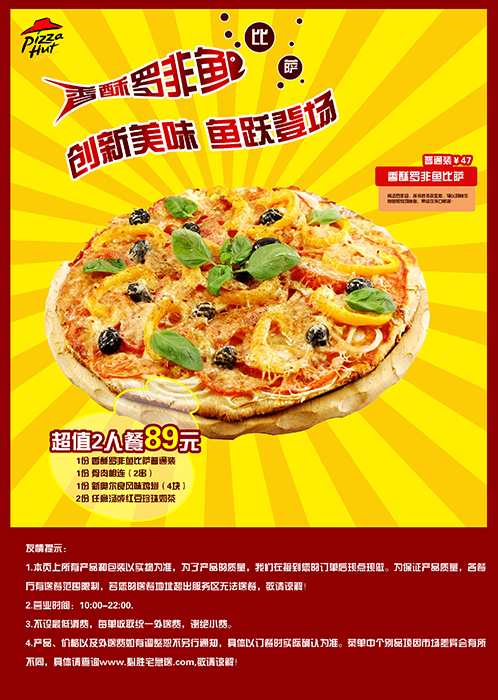 Pizza
Hut
香酥罗非鱼比萨
创新美味 鱼跃登场
普通装￥47
香酥罗非鱼比萨
超值2人餐89元
1份 香酥罗非鱼比萨普通装
1份 骨肉相连（2串）
1份 新奥尔良风味鸡翅（4块）
2份 任意汤或红豆珍珠奶茶
友情提示：
1.本页上所有产品和包装以实物为准，为了产品的质量，我们在接到您的订单后现点现做。为保证产品质量，各餐
厅有送餐范围限制，若您的送餐地址超出服务区无法送餐，敬请谅解！
2.营业时间：10:00-22:00.
3.不设最低消费，每单收取统一外送费，谢绝小费。
4.产品、价格以及外送费如有调整恕不另行通知，具体以订餐时实际确认为准。菜单中个别品项因市场差异会有所
不同，具体请查询www.必胜宅急送.com,敬请谅解！